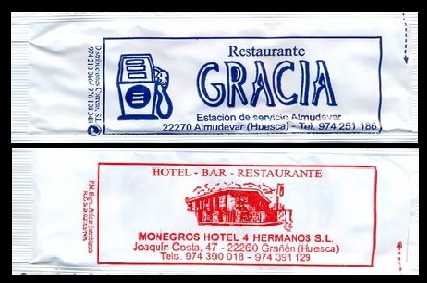 Restaurante
GRACIA
Estación de servicio Almudevar
22270 Almudevar (Huesca) - Tel. 974 251 186
HOTEL - BAR - RESTAURANTE
MONEGROS HOTEL 4 HERMANOS S.L.
Joaquín Costa, 47 - 22260 Grañén (Huesca)
Tels. 974 390 018 - 974 391 129